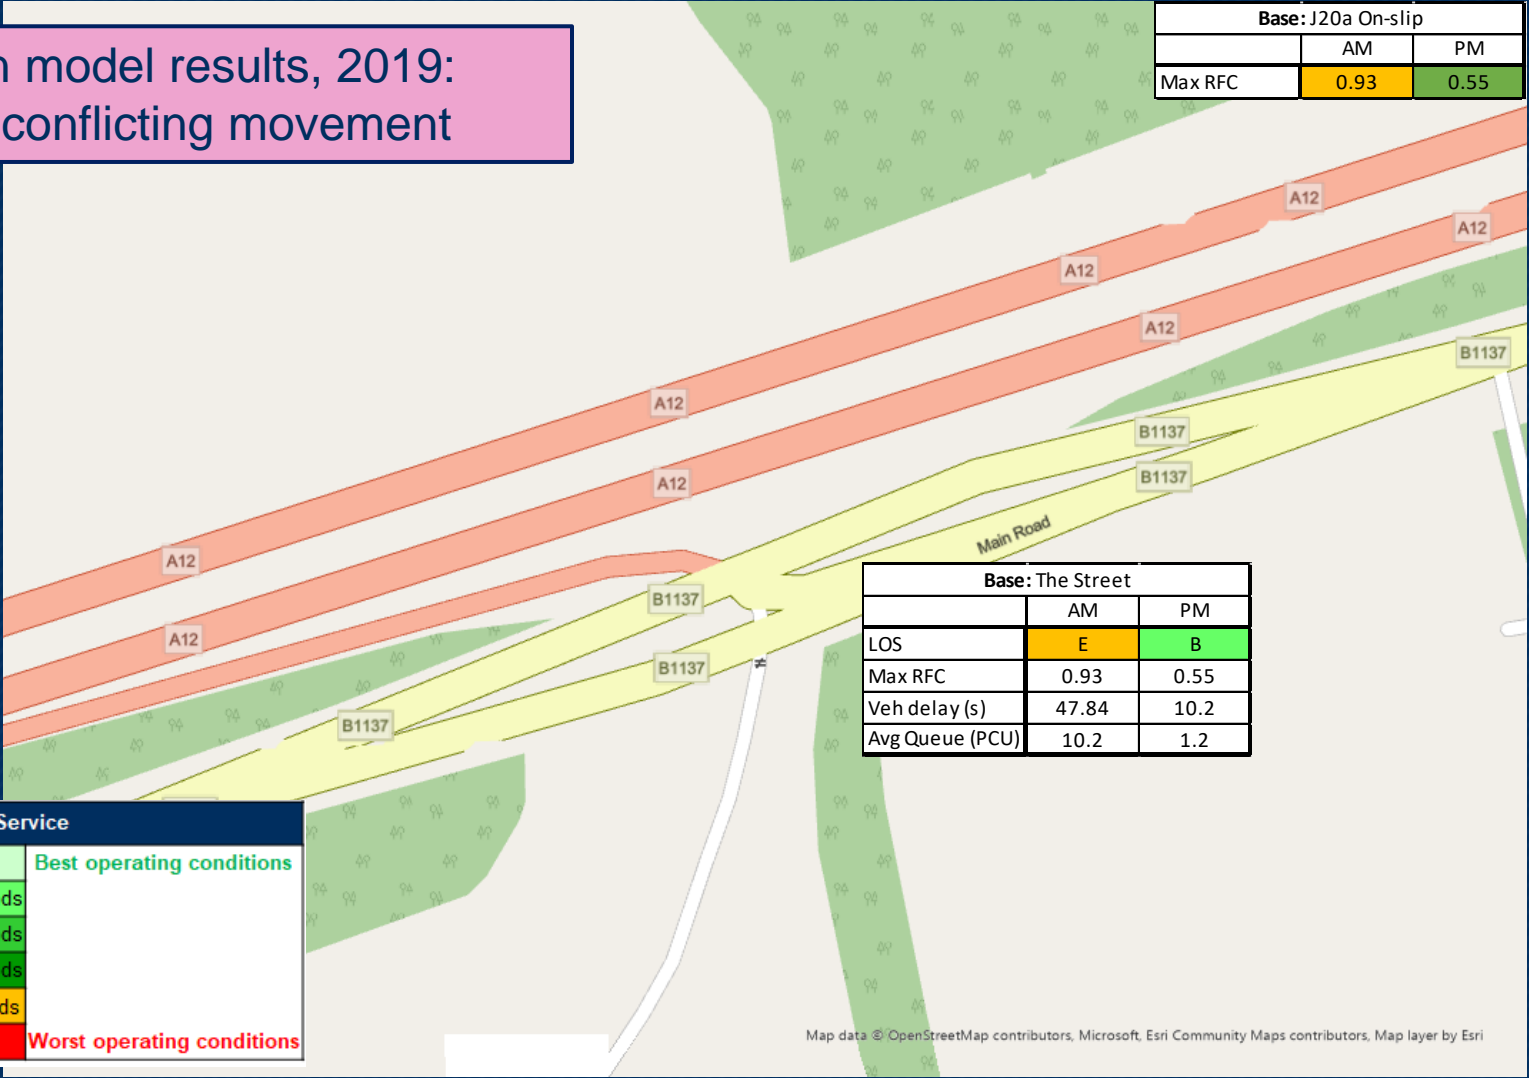 n model results, 2019:
conflicting movement
Base: J20a On-slip
AM PM
Max RFC 0.93 0.55
A12
A12
A12
A12
B1137
A12
B1137
A12
B1137
Main Road
A12
B1137
A12
B1137
B1137
Base: The Street
AM PM
LOS E B
Max RFC 0.93 0.55
Veh delay (s) 47.84 10.2
Avg Queue (PCU) 10.2 1.2
Service
Best operating conditions
ds
ds
ds
ds
Worst operating conditions
Map data © OpenStreetMap contributors, Microsoft, Esri Community Maps contributors, Map layer by Esri